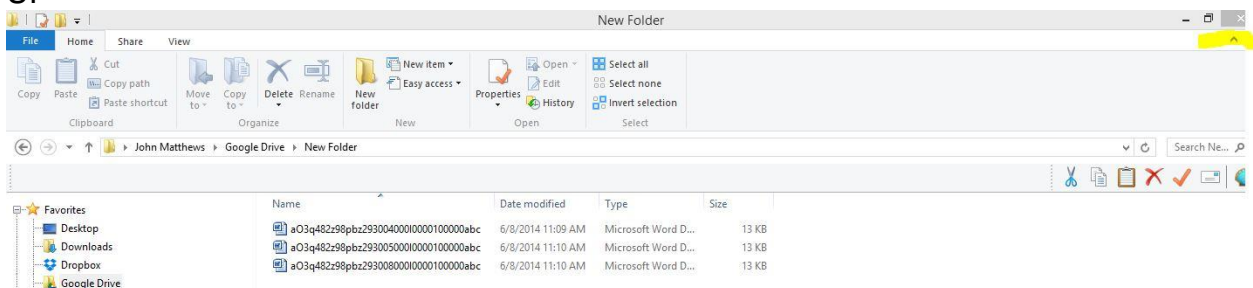 New Folder
File Home Share View
Copy Paste Cut Copy path Paste shortcut Move to Copy to Delete Rename New folder New item Easy access Properties Open Edit History Select all Select none Invert selection
Clipboard Organize New Open Select
John Matthews Google Drive New Folder Search Ne...
Name Date modified Type Size
Favorites
Desktop aO3q482z98pbz293004000I0000100000abc 6/8/2014 11:09 AM Microsoft Word D... 13 KB
Downloads aO3q482z98pbz293005000I0000100000abc 6/8/2014 11:10 AM Microsoft Word D... 13 KB
Dropbox aO3q482z98pbz293008000I0000100000abc 6/8/2014 11:10 AM Microsoft Word D... 13 KB
Google Drive